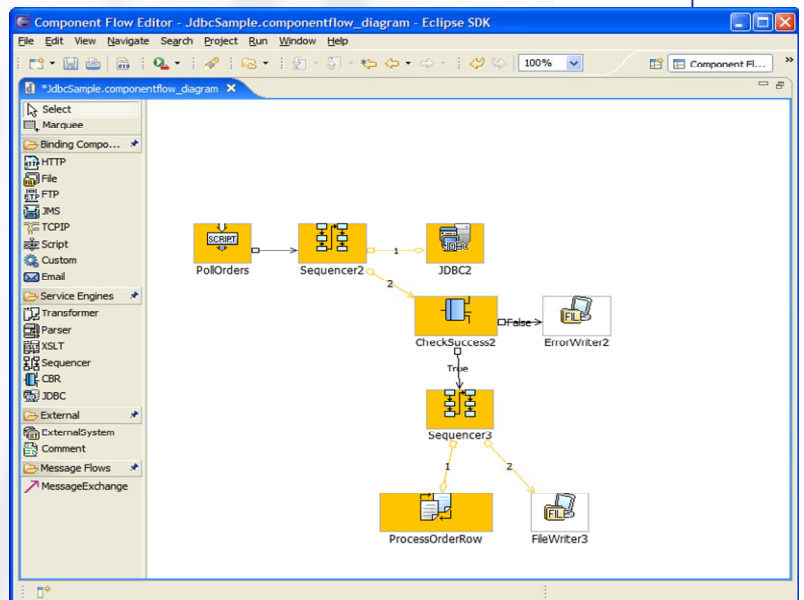 Component Flow Editor - JdbcSample.componentflow_diagram - Eclipse SDK
File Edit View Navigate Search Project Run Window Help
100%
Component Fl...
*JdbcSample.componentflow_diagram
Select
Marquee
Binding Compo...
HTTP
File
FTP
JMS
TCPIP
Script
Custom
Email
Service Engines
Transformer
Parser
XSLT
Sequencer
CBR
JDBC
External
ExternalSystem
Comment
Message Flows
MessageExchange
SCRIPT
PollOrders
Sequencer2
1
JDBC
JDBC2
2
CheckSuccess2
False
FILE
ErrorWriter2
True
Sequencer3
1
2
ProcessOrderRow
FILE
FileWriter3